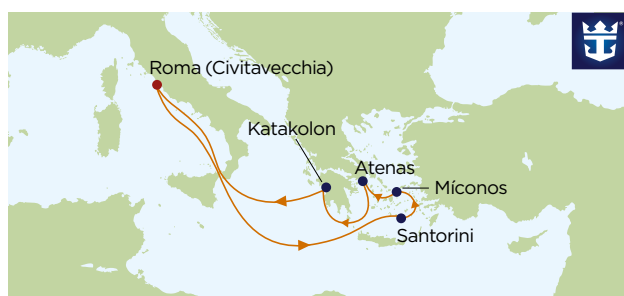 Roma (Civitavecchia)
Katakolon
Atenas
Míconos
Santorini